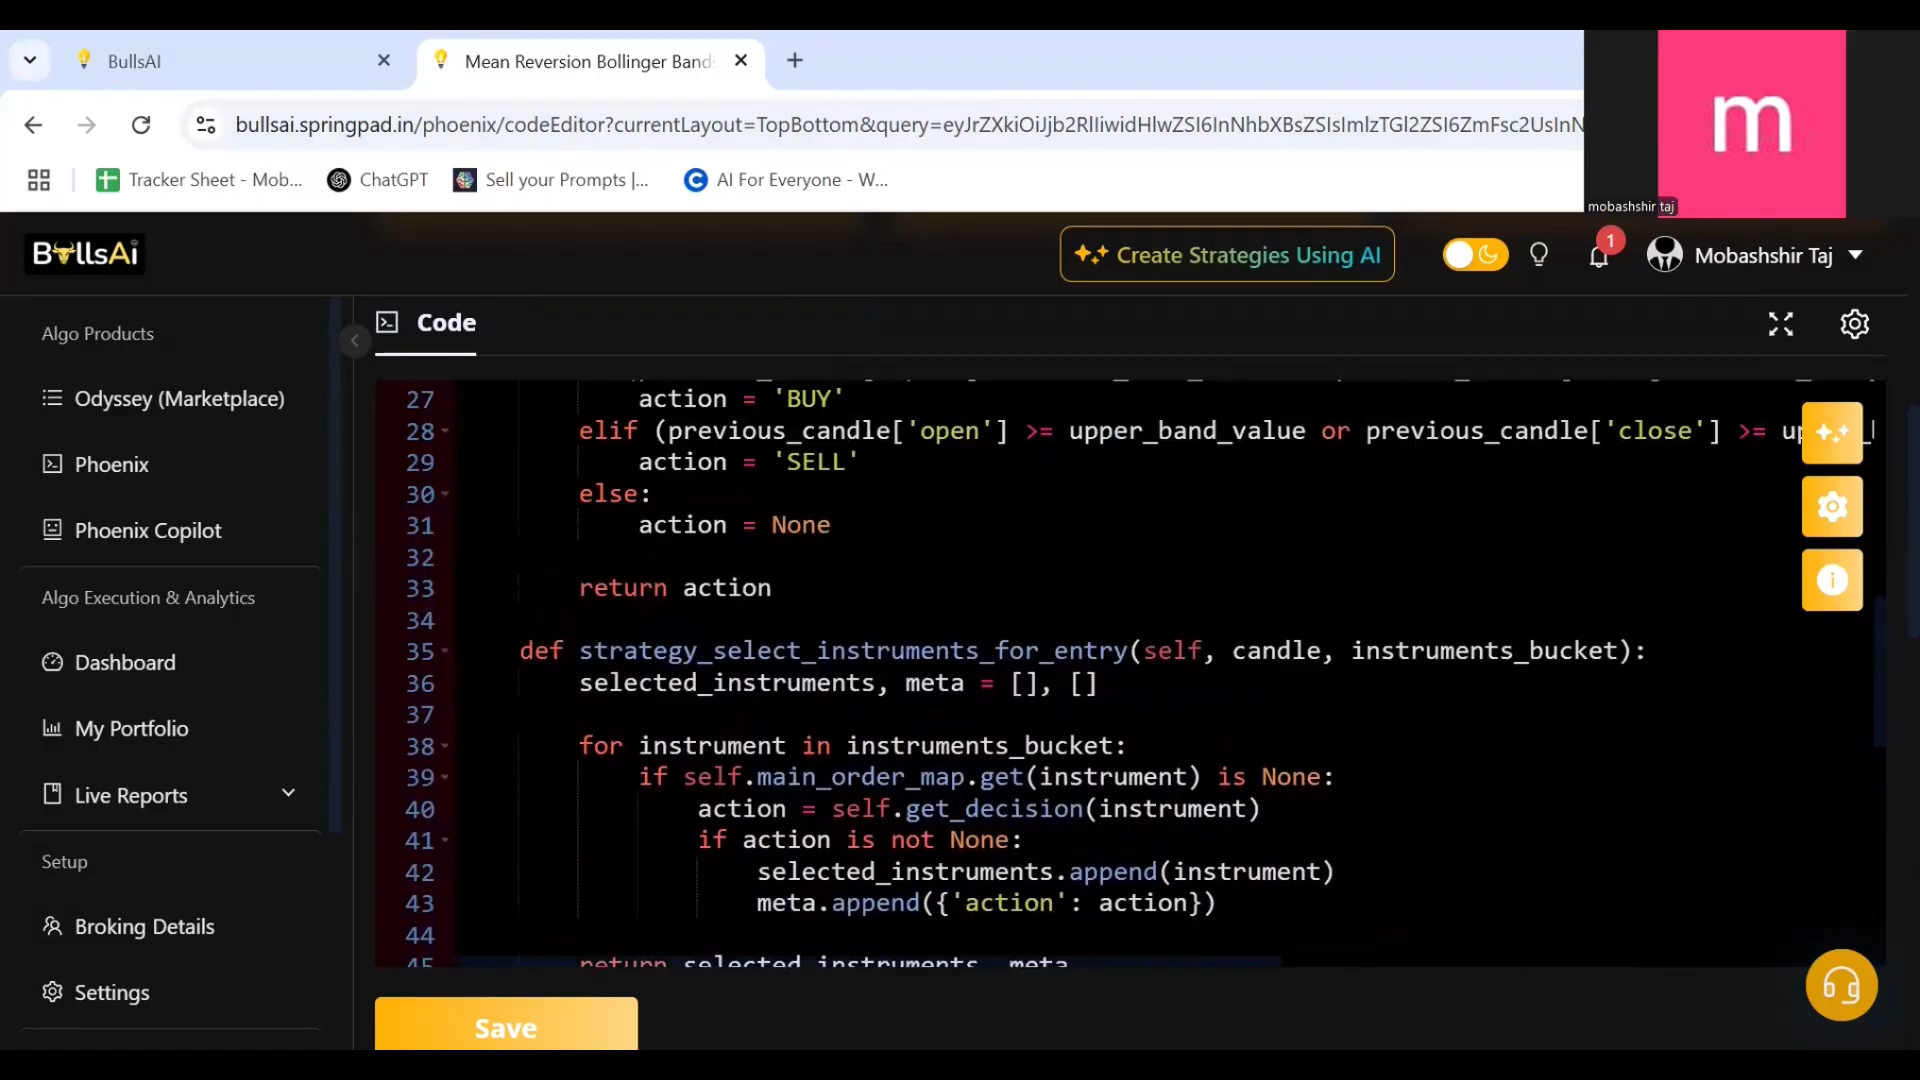 BullsAI
Mean Reversion Bollinger Band
bullsai.springpad.in/phoenix/codeEditor?currentLayout=TopBottom&query=eyJrZXkiOiJjb2RlIiwidHlwZSI6InNhbXBsZSIsImlzTGl2ZSI6ZmFsc2UsInN
Tracker Sheet - Mob...
ChatGPT
Sell your Prompts |...
AI For Everyone - W...
m
mobashshir taj
BullsAi
Create Strategies Using AI
1
Mobashshir Taj
Algo Products
Odyssey (Marketplace)
Phoenix
Phoenix Copilot
Algo Execution & Analytics
Dashboard
My Portfolio
Live Reports
Setup
Broking Details
Settings
Code
27 action = 'BUY'
28 elif (previous_candle['open'] >= upper_band_value or previous_candle['close'] >= up
29 action = 'SELL'
30 else:
31 action = None
32
33 return action
34
35 def strategy_select_instruments_for_entry(self, candle, instruments_bucket):
36 selected_instruments, meta = [], []
37
38 for instrument in instruments_bucket:
39 if self.main_order_map.get(instrument) is None:
40 action = self.get_decision(instrument)
41 if action is not None:
42 selected_instruments.append(instrument)
43 meta.append({'action': action})
44
45 return selected_instruments, meta
Save